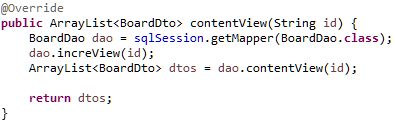 @Override
public ArrayList<BoardDto> contentView(String id) {
    BoardDao dao = sqlSession.getMapper(BoardDao.class);
    dao.increView(id);
    ArrayList<BoardDto> dtos = dao.contentView(id);

    return dtos;
}